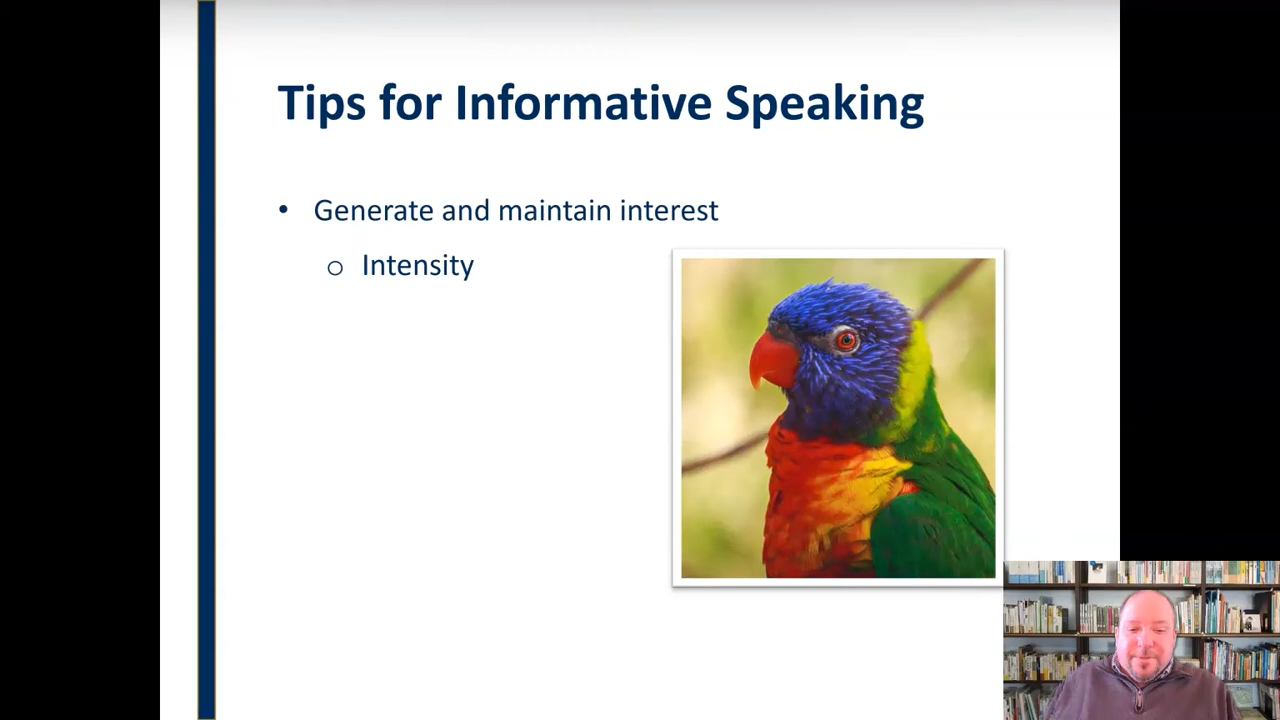 Tips for Informative Speaking
• Generate and maintain interest
o Intensity